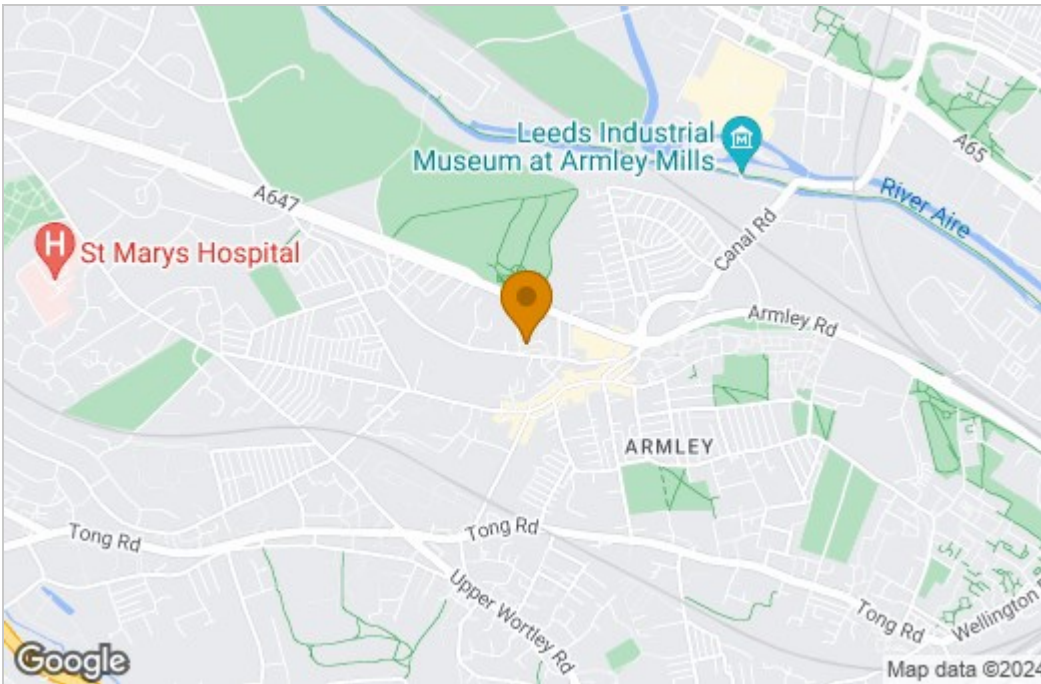 Leeds Industrial
Museum at Armley Mills
A65
River Aire
A647
Canal Rd
H
St Marys Hospital
Armley Rd
ARMLEY
Tong Rd
Tong Rd
Upper Wortley Rd
Tong Rd
Wellington
Google
Map data ©2024